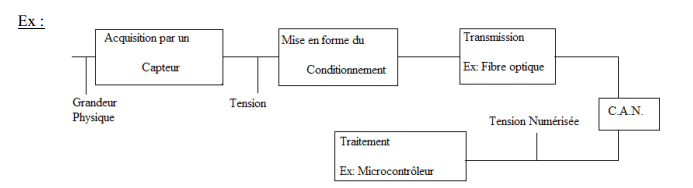 Ex :
Acquisition par un
Capteur
Mise en forme du
Conditionnement
Transmission
Ex: Fibre optique
Grandeur
Physique
Tension
C.A.N.
Tension Numérisée
Traitement
Ex: Microcontrôleur